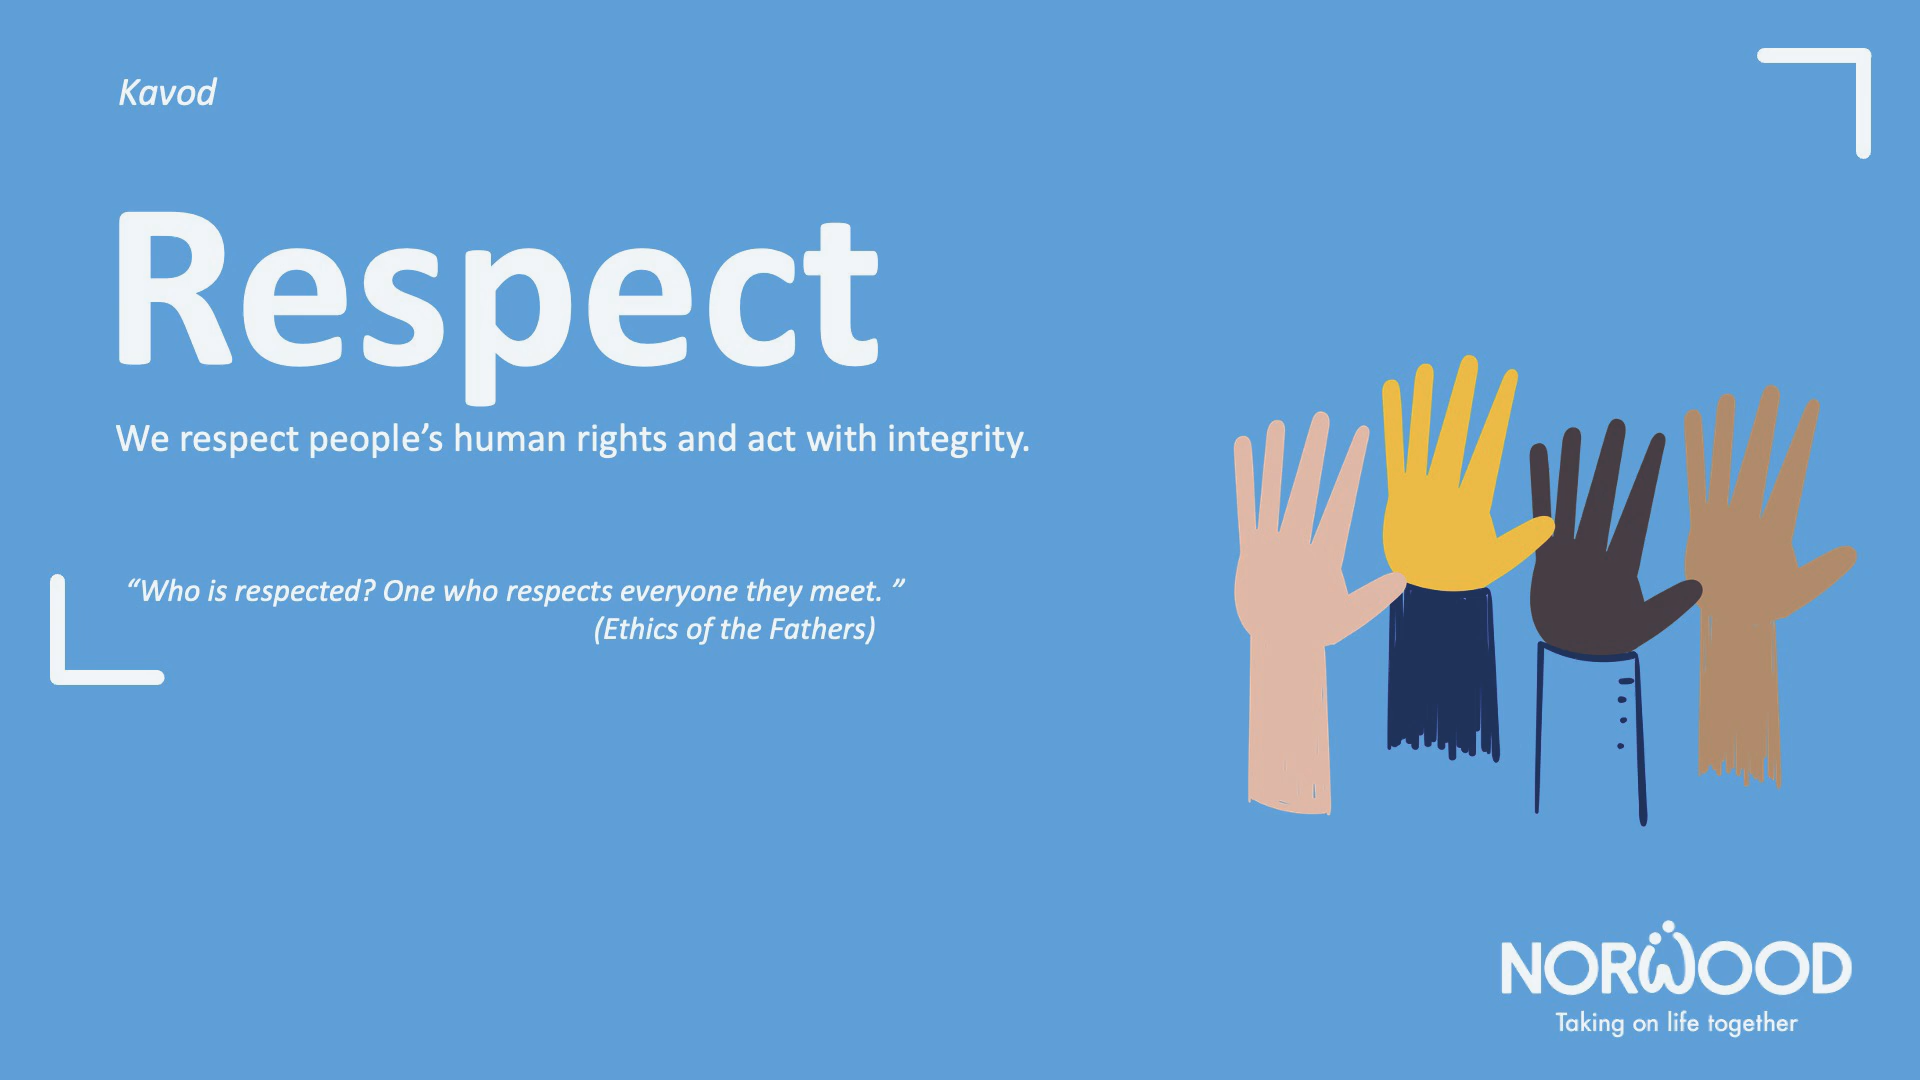 Kavod
Respect
We respect people’s human rights and act with integrity.
“Who is respected? One who respects everyone they meet. ”
(Ethics of the Fathers)
NORWOOD
Taking on life together